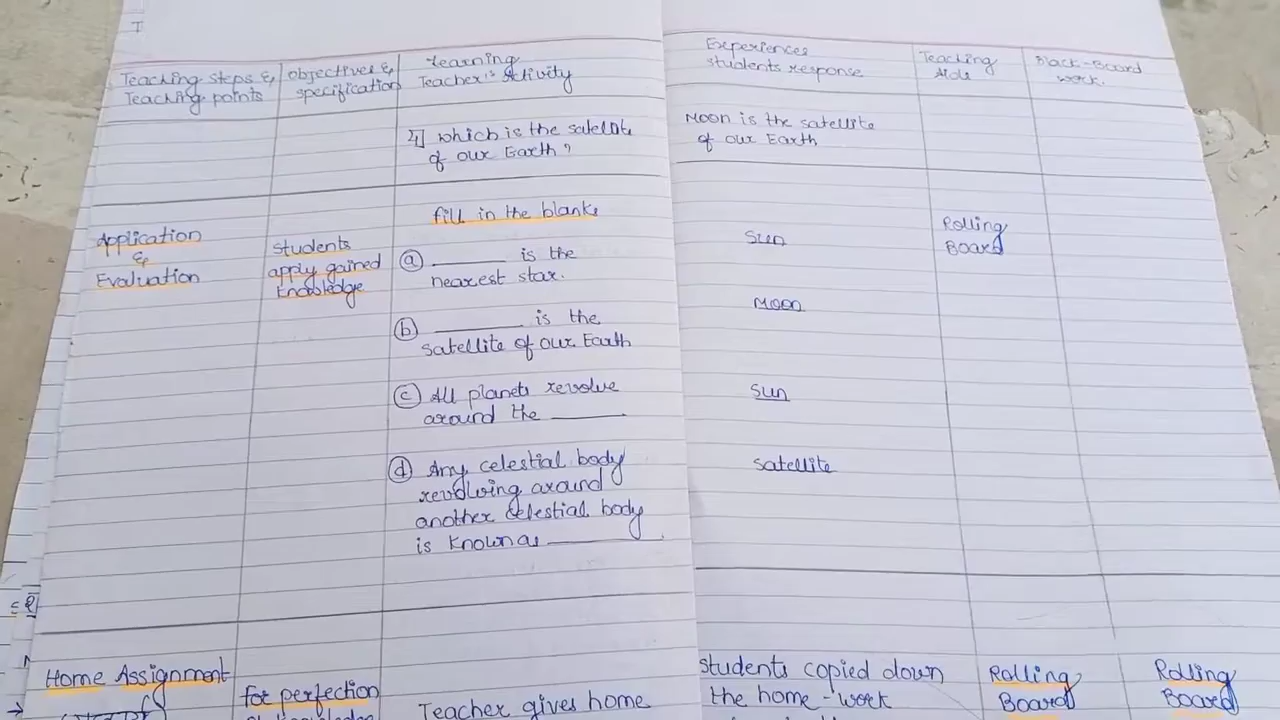 Teaching steps &
Teaching points
objectives &
specification
Learning
Teacher's Activity
Experiences
students response
Teaching
Aids
Black-Board
work.
4] which is the satellite
of our Earth?
Moon is the satellite
of our Earth
Application
&
Evaluation
students
apply gained
knowledge
fill in the blanks
(a) ________ is the
nearest star.
Sun
Rolling
Board
(b) ________ is the
satellite of our Earth
Moon
(c) All planets revolve
around the ________
Sun
(d) Any celestial body
revolving around
another celestial body
is known as ________.
satellite
Home Assignment
for perfection
Teacher gives home
students copied down
the home-work
Rolling
Board
Rolling
Board